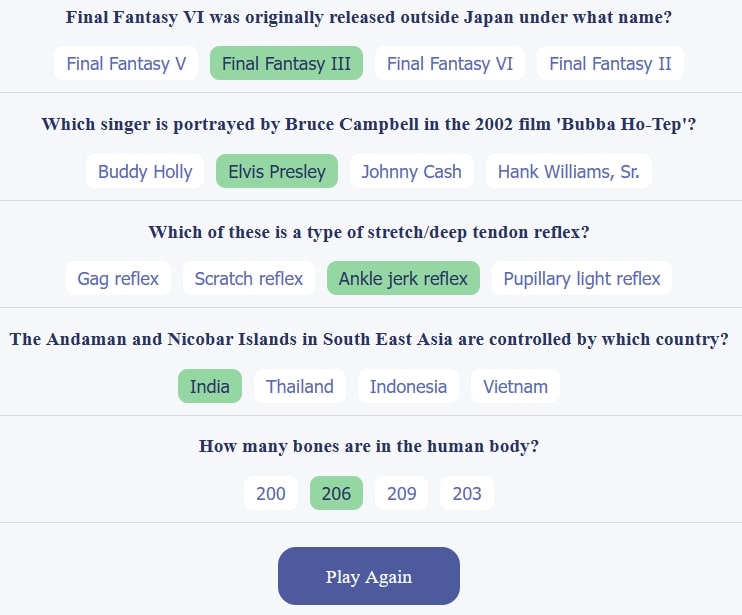 Final Fantasy VI was originally released outside Japan under what name?
Final Fantasy V Final Fantasy III Final Fantasy VI Final Fantasy II
Which singer is portrayed by Bruce Campbell in the 2002 film 'Bubba Ho-Tep'?
Buddy Holly Elvis Presley Johnny Cash Hank Williams, Sr.
Which of these is a type of stretch/deep tendon reflex?
Gag reflex Scratch reflex Ankle jerk reflex Pupillary light reflex
The Andaman and Nicobar Islands in South East Asia are controlled by which country?
India Thailand Indonesia Vietnam
How many bones are in the human body?
200 206 209 203
Play Again